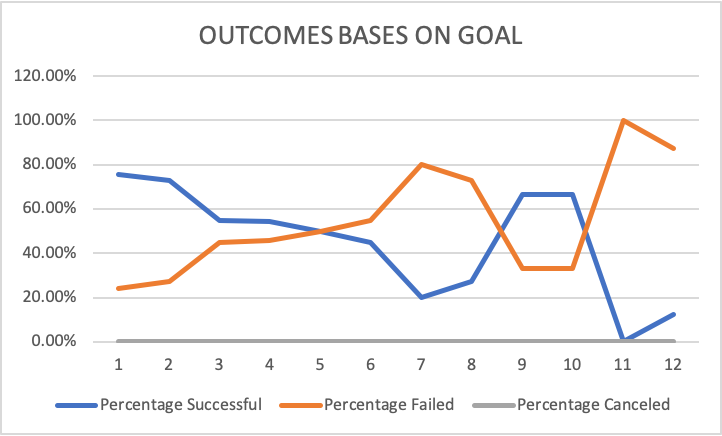 OUTCOMES BASES ON GOAL
120.00%
100.00%
80.00%
60.00%
40.00%
20.00%
0.00%
1 2 3 4 5 6 7 8 9 10 11 12
Percentage Successful Percentage Failed Percentage Canceled